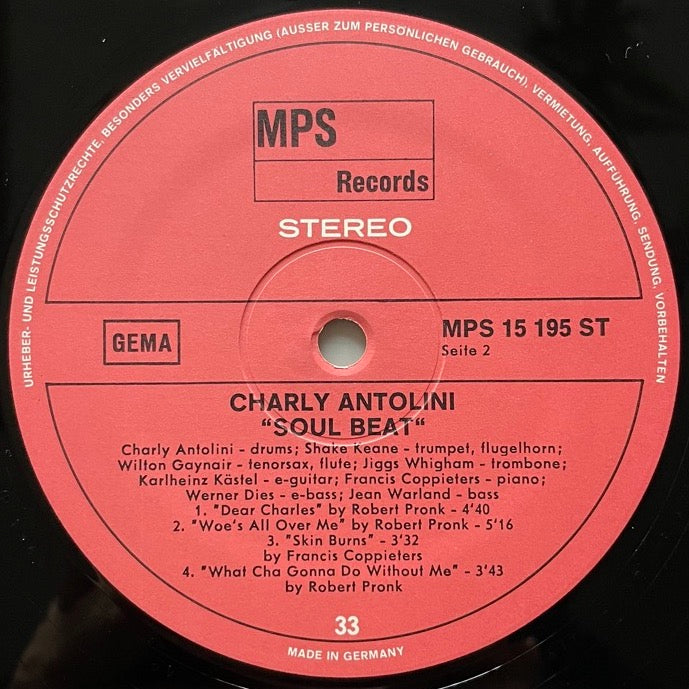 URHEBER- UND LEISTUNGSSCHUTZRECHTE, BESONDERS VERVIELFÄLTIGUNG (AUSSER ZUM PERSÖNLICHEN GEBRAUCH), VERMIETUNG, AUFFÜHRUNG, SENDUNG, VORBEHALTEN
MPS
Records
STEREO
GEMA
MPS 15 195 ST
Seite 2
CHARLY ANTOLINI
"SOUL BEAT"
Charly Antolini - drums; Shake Keane - trumpet, flugelhorn;
Wilton Gaynair - tenorsax, flute; Jiggs Whigham - trombone;
Karlheinz Kästel - e-guitar; Francis Coppieters - piano;
Werner Dies - e-bass; Jean Warland - bass
1. "Dear Charles" by Robert Pronk - 4'40
2. "Woe's All Over Me" by Robert Pronk - 5'16
3. "Skin Burns" - 3'32
by Francis Coppieters
4. "What Cha Gonna Do Without Me" - 3'43
by Robert Pronk
33
MADE IN GERMANY